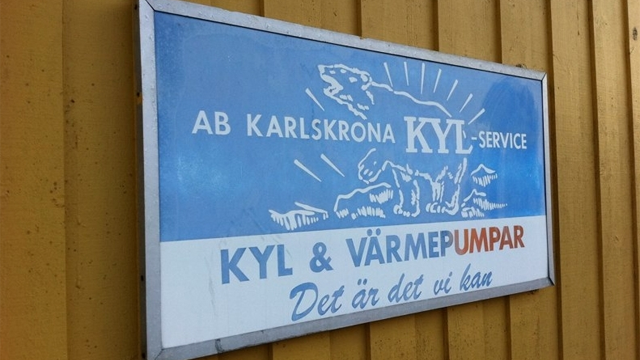 AB KARLSKRONA KYL-SERVICE
KYL & VÄRMEPUMPAR
Det är det vi kan